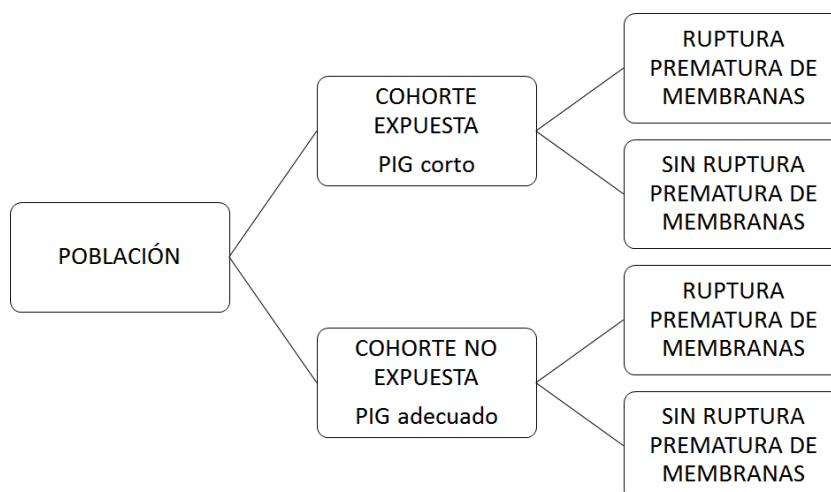 POBLACIÓN
COHORTE
EXPUESTA
PIG corto
RUPTURA
PREMATURA DE
MEMBRANAS
SIN RUPTURA
PREMATURA DE
MEMBRANAS
COHORTE NO
EXPUESTA
PIG adecuado
RUPTURA
PREMATURA DE
MEMBRANAS
SIN RUPTURA
PREMATURA DE
MEMBRANAS